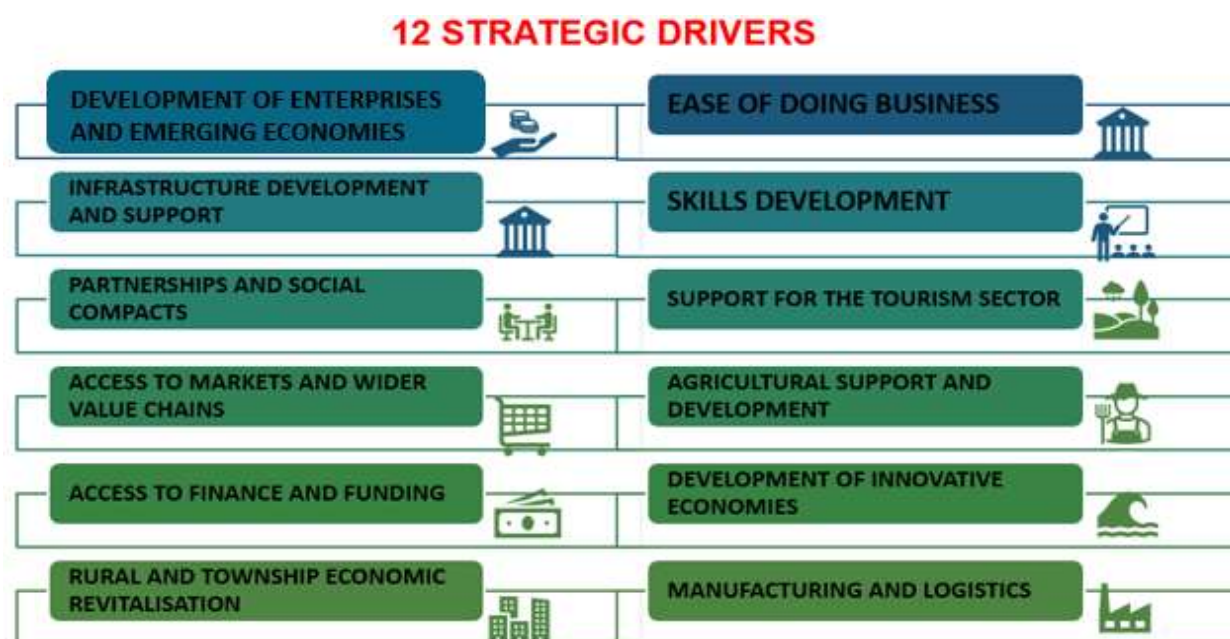 12 STRATEGIC DRIVERS
DEVELOPMENT OF ENTERPRISES
AND EMERGING ECONOMIES
EASE OF DOING BUSINESS
INFRASTRUCTURE DEVELOPMENT
AND SUPPORT
SKILLS DEVELOPMENT
PARTNERSHIPS AND SOCIAL
COMPACTS
SUPPORT FOR THE TOURISM SECTOR
ACCESS TO MARKETS AND WIDER
VALUE CHAINS
AGRICULTURAL SUPPORT AND
DEVELOPMENT
ACCESS TO FINANCE AND FUNDING
DEVELOPMENT OF INNOVATIVE
ECONOMIES
RURAL AND TOWNSHIP ECONOMIC
REVITALISATION
MANUFACTURING AND LOGISTICS